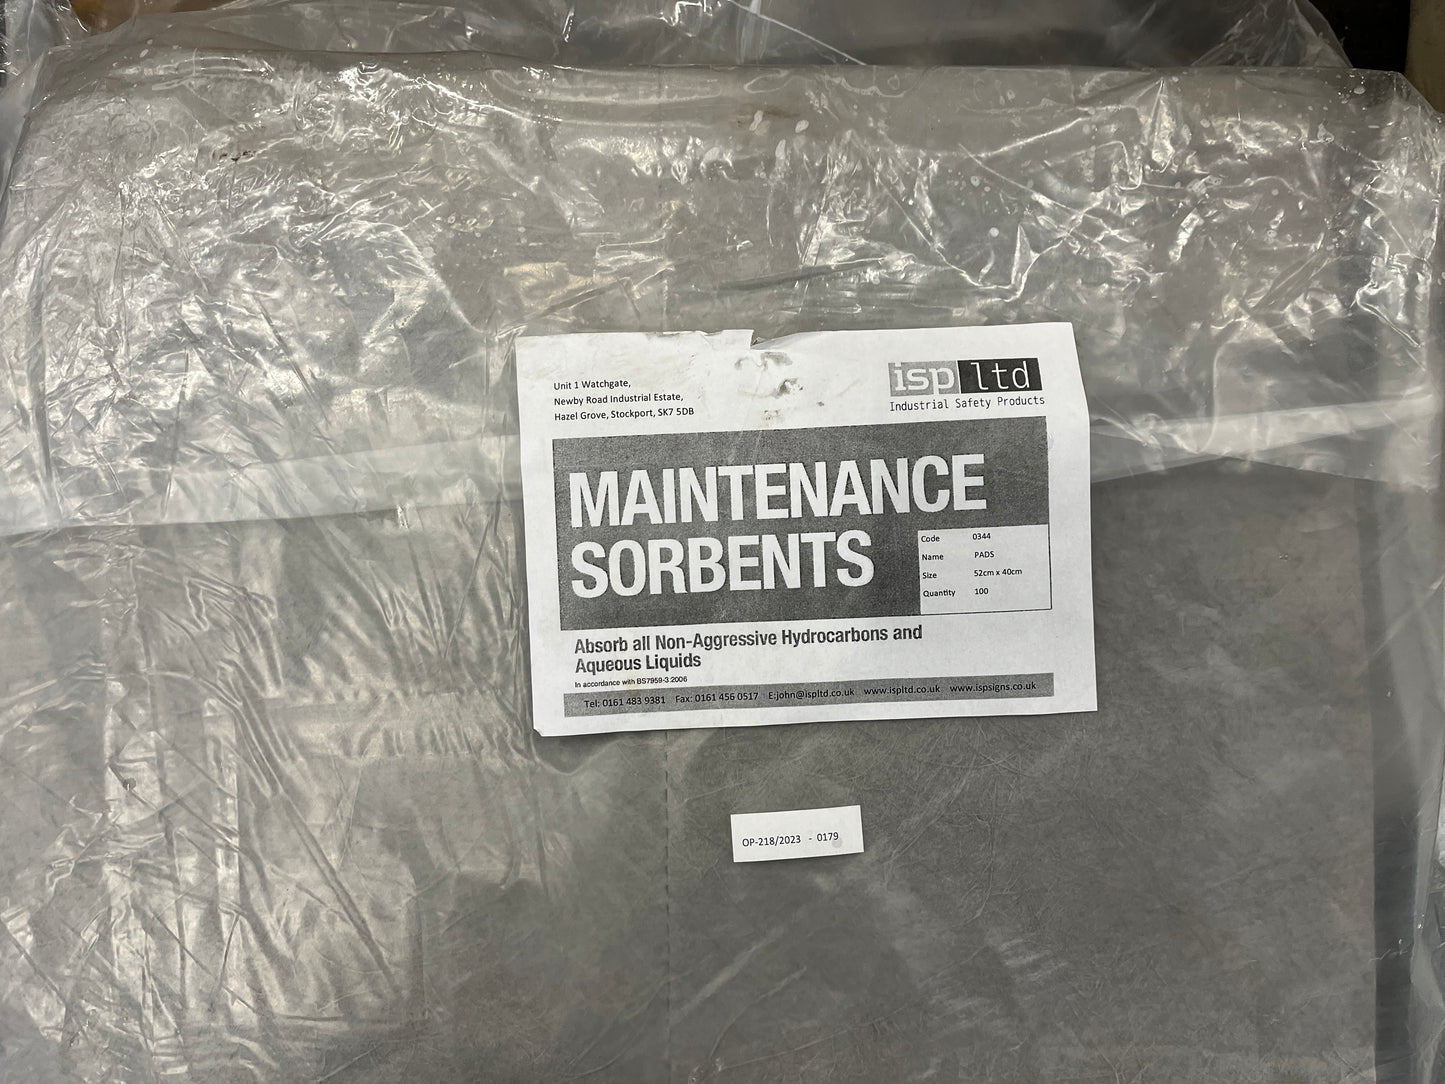 Unit 1 Watchgate,
Newby Road Industrial Estate,
Hazel Grove, Stockport, SK7 5DB
isp ltd
Industrial Safety Products
MAINTENANCE
SORBENTS
Code 0344
Name PADS
Size 52cm x 40cm
Quantity 100
Absorb all Non-Aggressive Hydrocarbons and
Aqueous Liquids
In accordance with BS7959-3:2006
Tel: 0161 483 9381 Fax: 0161 456 0517 E:john@ispltd.co.uk www.ispltd.co.uk www.ispsigns.co.uk
OP-218/2023 - 0179